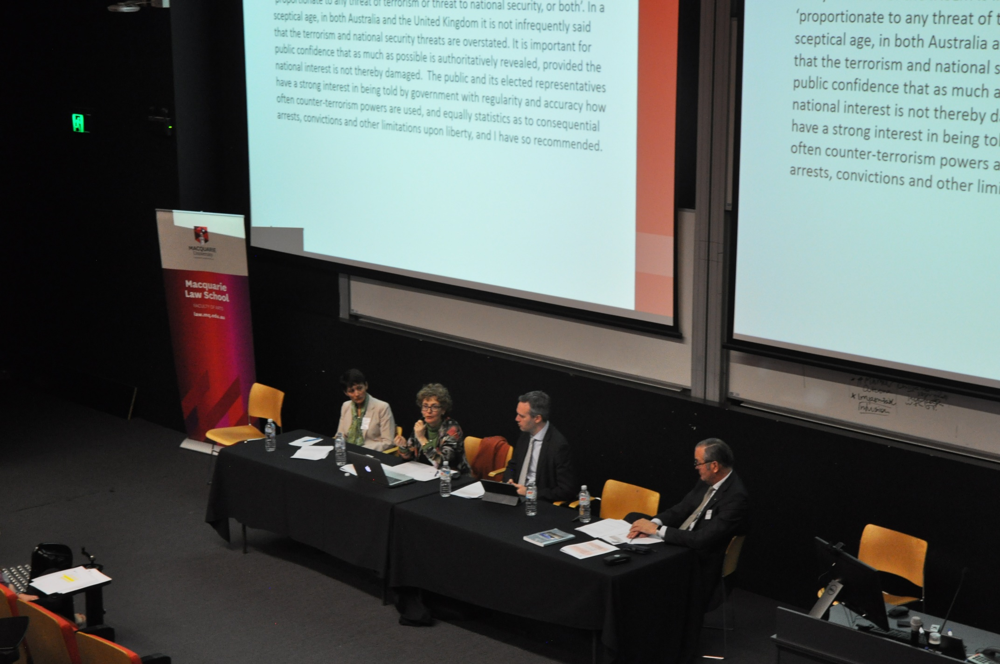 proportionate to any threat of terrorism or threat to national security, or both’. In a
sceptical age, in both Australia and the United Kingdom it is not infrequently said
that the terrorism and national security threats are overstated. It is important for
public confidence that as much as possible is authoritatively revealed, provided the
national interest is not thereby damaged. The public and its elected representatives
have a strong interest in being told by government with regularity and accuracy how
often counter-terrorism powers are used, and equally statistics as to consequential
arrests, convictions and other limitations upon liberty, and I have so recommended.
‘proportionate to any threat of t
sceptical age, in both Australia a
that the terrorism and national s
public confidence that as much a
national interest is not thereby d
have a strong interest in being tol
often counter-terrorism powers a
arrests, convictions and other limi
MACQUARIE
University
Macquarie
Law School
FACULTY OF ARTS
law.mq.edu.au
Inclusion